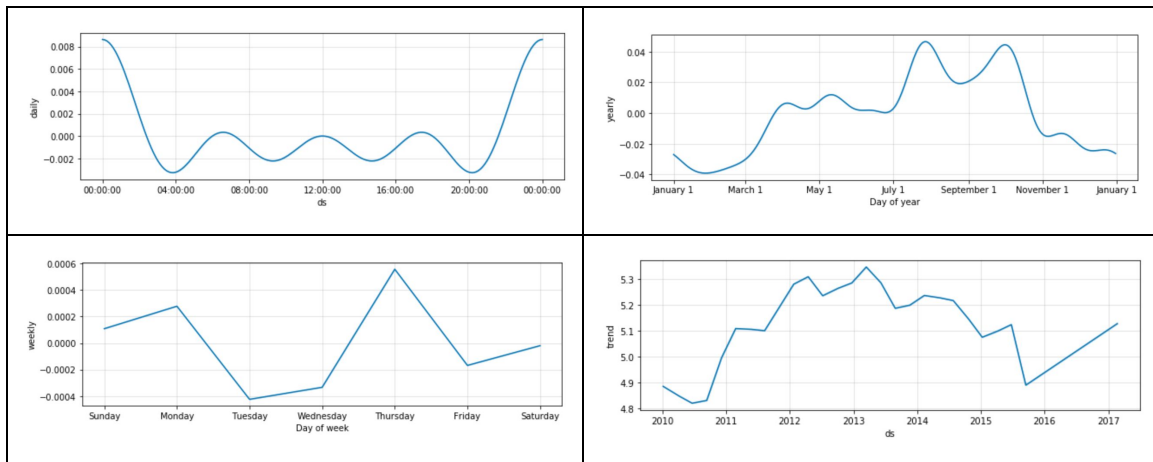 daily
0.008
0.006
0.004
0.002
0.000
−0.002
00:00:00 04:00:00 08:00:00 12:00:00 16:00:00 20:00:00 00:00:00
ds
yearly
0.04
0.02
0.00
−0.02
−0.04
January 1 March 1 May 1 July 1 September 1 November 1 January 1
Day of year
weekly
0.0006
0.0004
0.0002
0.0000
−0.0002
−0.0004
Sunday Monday Tuesday Wednesday Thursday Friday Saturday
Day of week
trend
5.3
5.2
5.1
5.0
4.9
4.8
2010 2011 2012 2013 2014 2015 2016 2017
ds